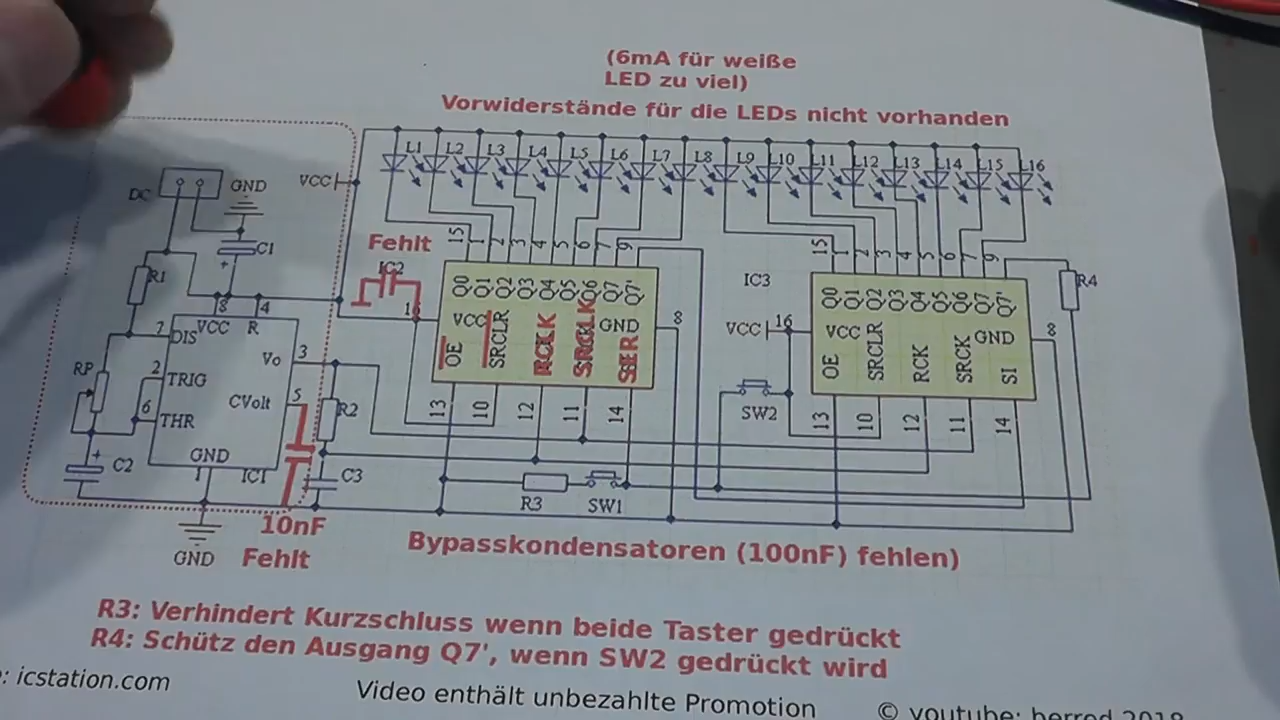 (6mA für weiße
LED zu viel)
Vorwiderstände für die LEDs nicht vorhanden
L1 L2 L3 L4 L5 L6 L7 L8 L9 L10 L11 L12 L13 L14 L15 L16
DC
GND
VCC
C1
Fehlt
IC2
15 1 2 3 4 5 6 7 9
15 1 2 3 4 5 6 7 9
IC3
R4
R1
8 4
VCC R
7 DIS
Vo 3
2 TRIG
RP
6 THR
CVolt 5
GND
1
C2
R2
C3
Q0 Q1 Q2 Q3 Q4 Q5 Q6 Q7 Q7'
VCC
GND 8
OE SRCLR RCLK SER
13 10 12 11 14
Q0 Q1 Q2 Q3 Q4 Q5 Q6 Q7 Q7'
VCC 16
VCC
GND 8
OE SRCLR RCK SRCK SI
13 10 12 11 14
SW2
R3 SW1
10nF
GND Fehlt
Bypasskondensatoren (100nF) fehlen)
R3: Verhindert Kurzschluss wenn beide Taster gedrückt
R4: Schütz den Ausgang Q7', wenn SW2 gedrückt wird
: icstation.com
Video enthält unbezahlte Promotion
© youtube: